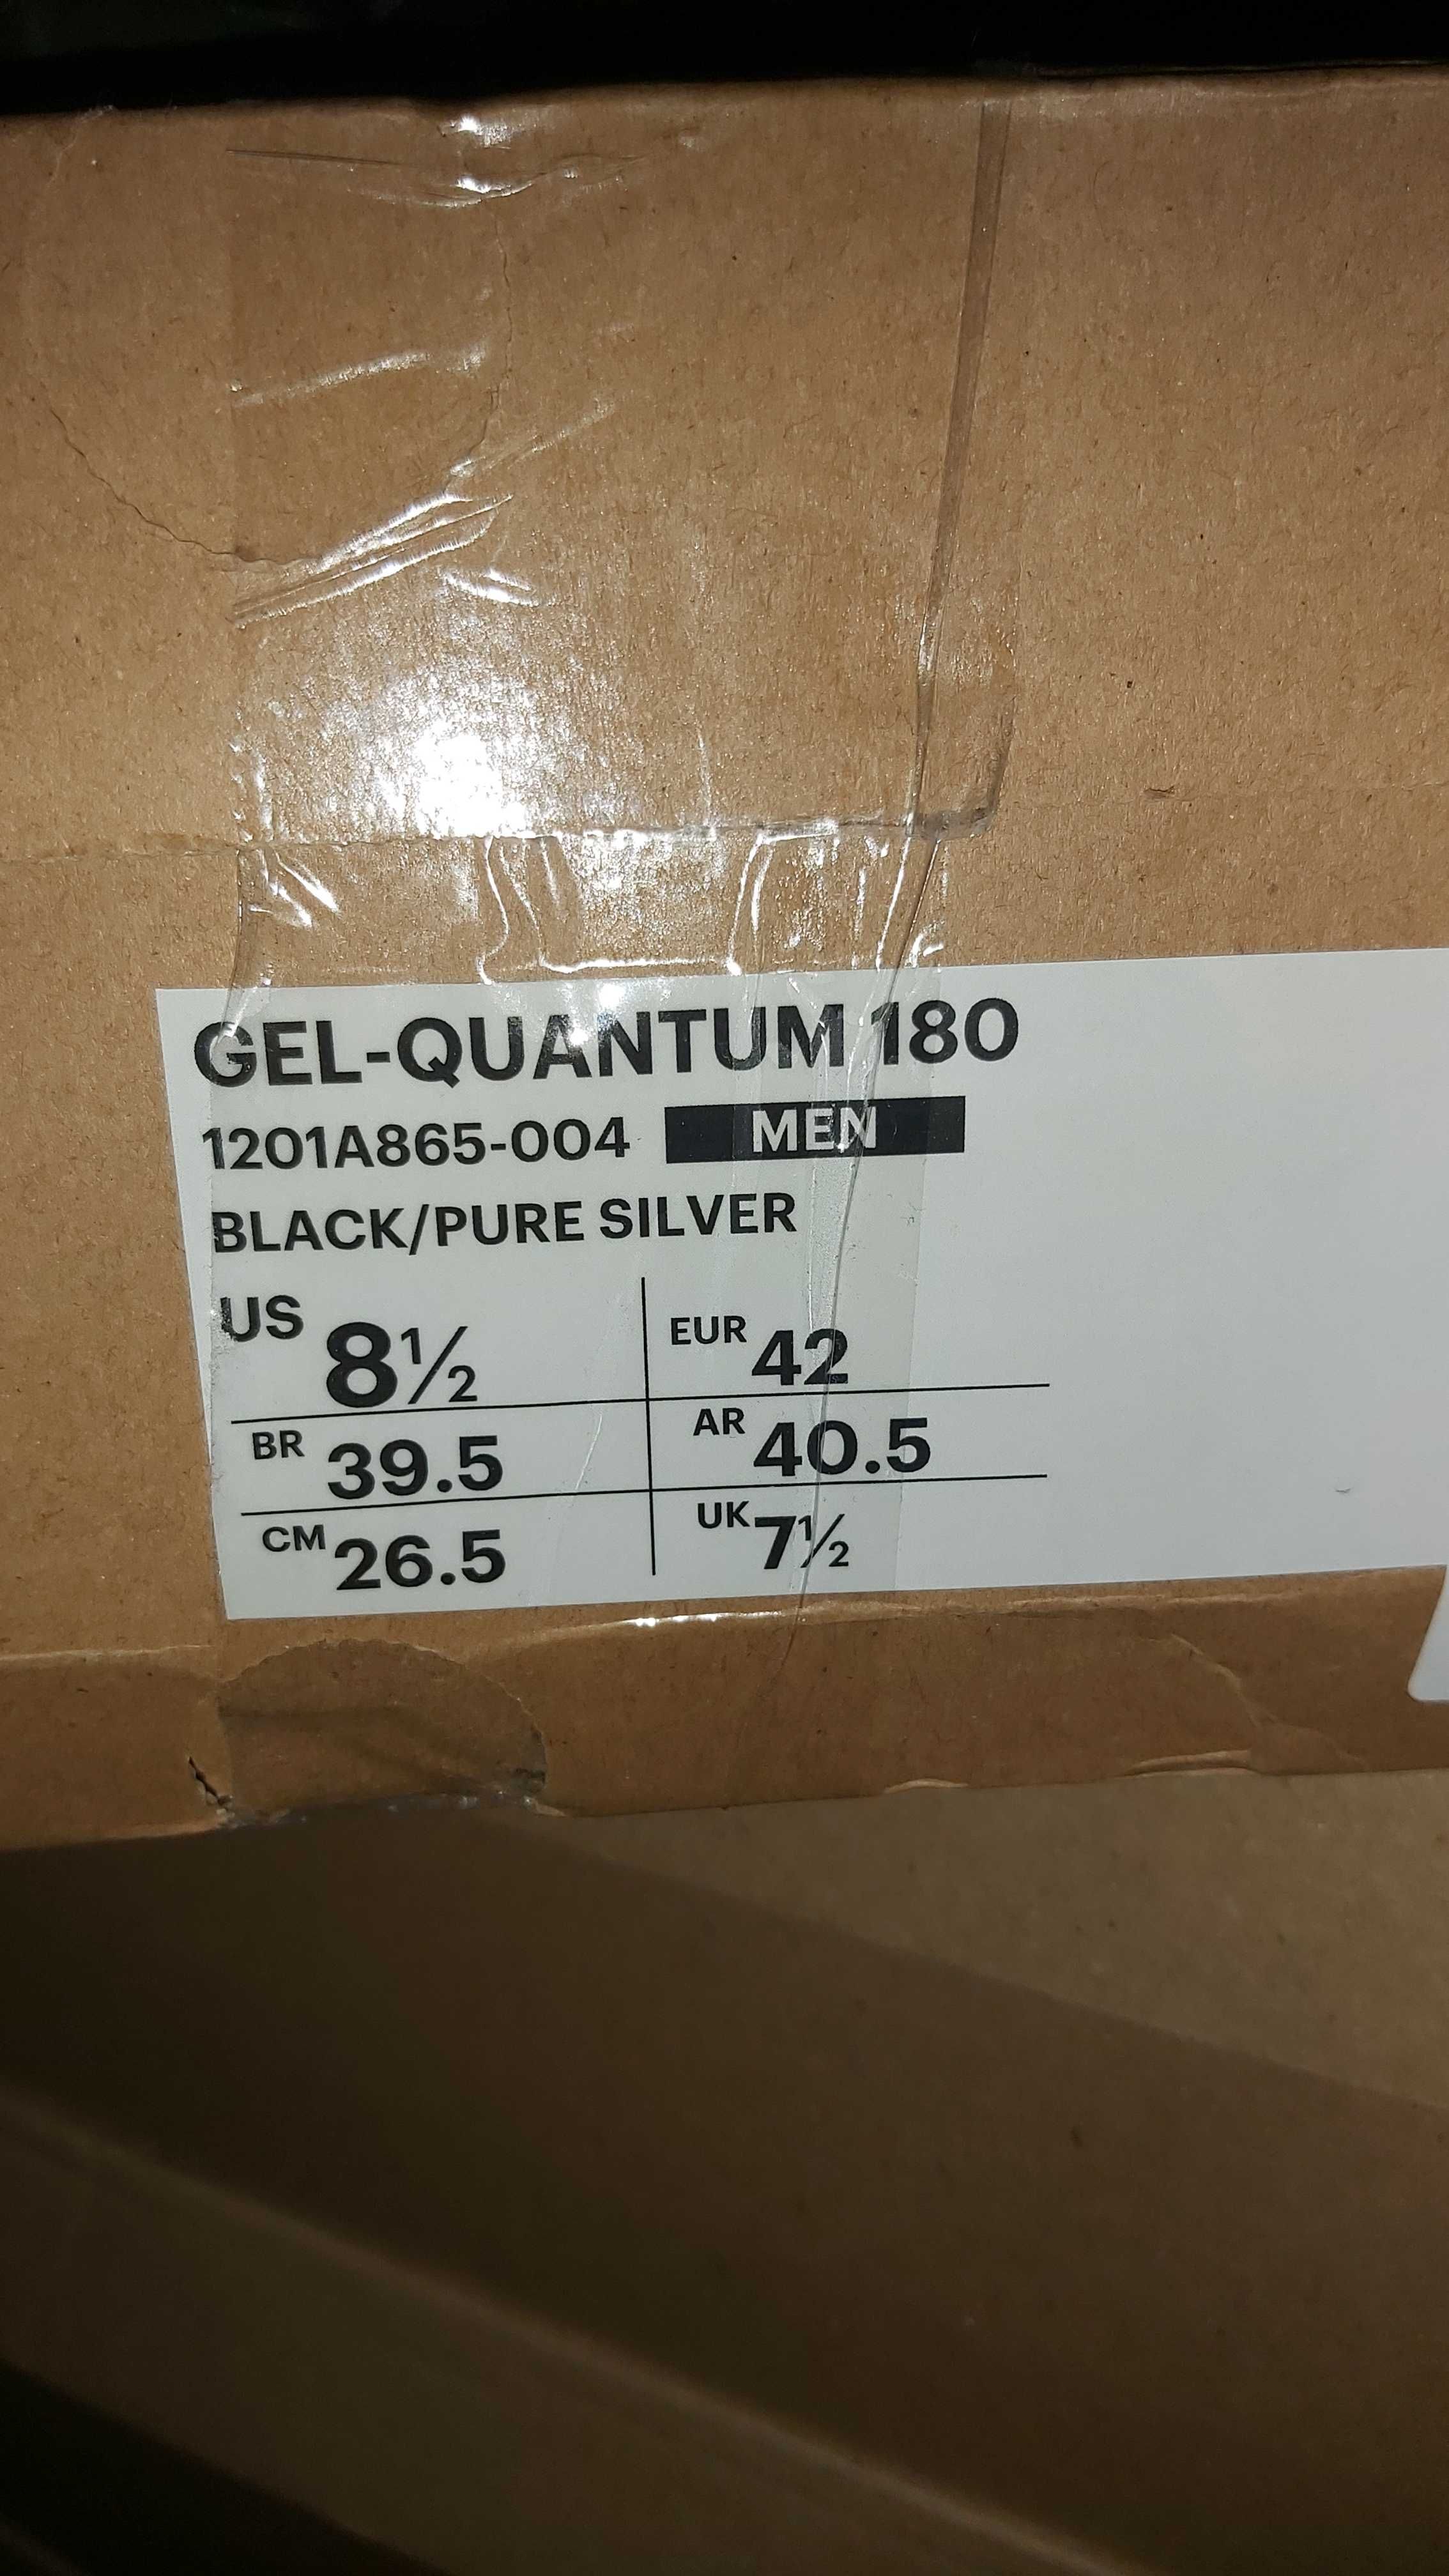 GEL-QUANTUM 180
1201A865-004 MEN
BLACK/PURE SILVER
US 8½ EUR 42
BR 39.5 AR 40.5
CM 26.5 UK 7½